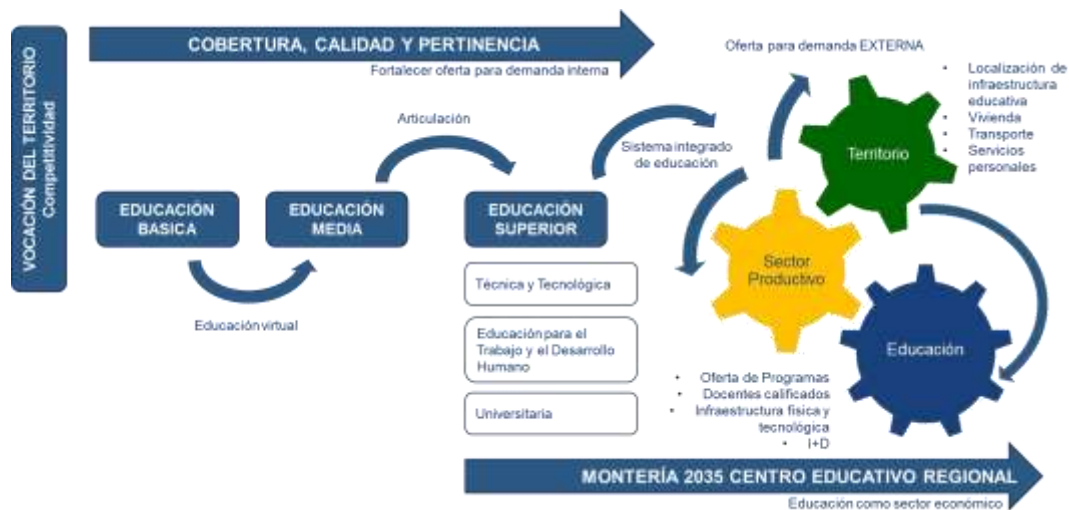 VOCACIÓN DEL TERRITORIO
Competitividad
COBERTURA, CALIDAD Y PERTINENCIA
Fortalecer oferta para demanda interna
Articulación
EDUCACIÓN
BASICA
EDUCACIÓN
MEDIA
EDUCACIÓN
SUPERIOR
Educación virtual
Técnica y Tecnológica
Educación para el
Trabajo y el Desarrollo
Humano
Universitaria
Sistema integrado
de educación
Oferta para demanda EXTERNA
Territorio
• Localización de
infraestructura
educativa
• Vivienda
• Transporte
• Servicios
personales
Sector
Productivo
Educación
• Oferta de Programas
• Docentes calificados
• Infraestructura física y
tecnológica
• I+D
MONTERÍA 2035 CENTRO EDUCATIVO REGIONAL
Educación como sector económico